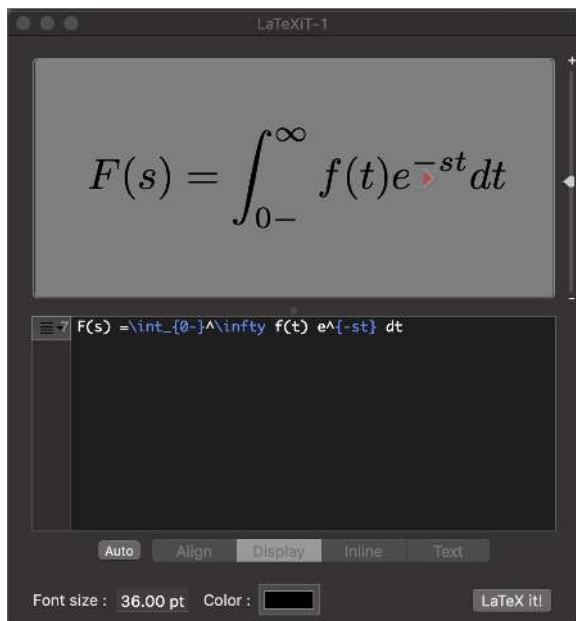 LaTeXiT-1
+
F(s) = ∫_{0−}^{∞} f(t)e^{−st}dt
−
7 F(s) =\int_{0-}^\infty f(t) e^{-st} dt
Auto Align Display Inline Text
Font size : 36.00 pt Color : LaTeX it!